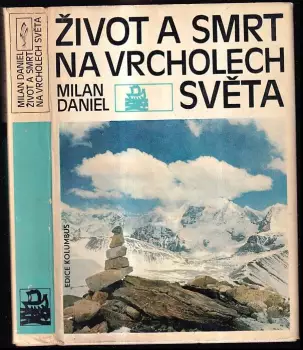 MILAN DANIEL
ŽIVOT A SMRT
NA VRCHOLECH SVĚTA
ŽIVOT A SMRT
NA VRCHOLECH
MILAN
DANIEL
SVĚTA
EDICE KOLUMBUS